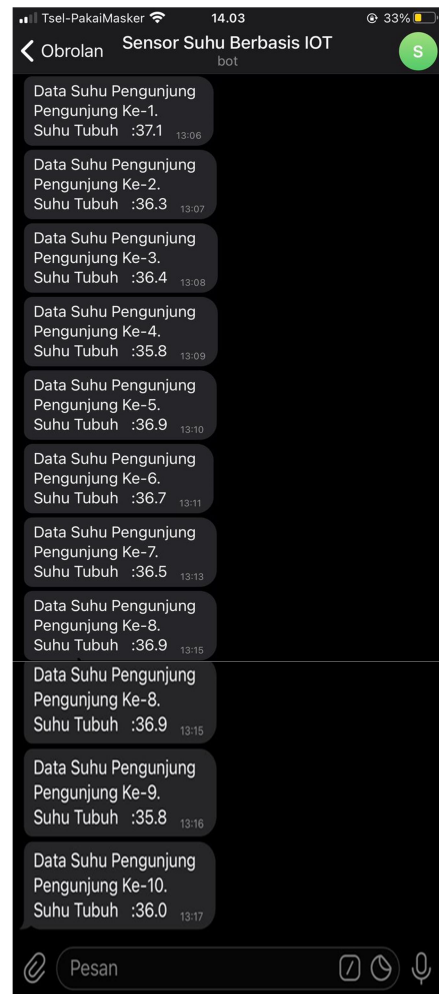 Tsel-PakaiMasker 14.03 33%
Obrolan Sensor Suhu Berbasis IOT S
bot
Data Suhu Pengunjung
Pengunjung Ke-1.
Suhu Tubuh :37.1 13:06
Data Suhu Pengunjung
Pengunjung Ke-2.
Suhu Tubuh :36.3 13:07
Data Suhu Pengunjung
Pengunjung Ke-3.
Suhu Tubuh :36.4 13:08
Data Suhu Pengunjung
Pengunjung Ke-4.
Suhu Tubuh :35.8 13:09
Data Suhu Pengunjung
Pengunjung Ke-5.
Suhu Tubuh :36.9 13:10
Data Suhu Pengunjung
Pengunjung Ke-6.
Suhu Tubuh :36.7 13:11
Data Suhu Pengunjung
Pengunjung Ke-7.
Suhu Tubuh :36.5 13:13
Data Suhu Pengunjung
Pengunjung Ke-8.
Suhu Tubuh :36.9 13:15
Data Suhu Pengunjung
Pengunjung Ke-8.
Suhu Tubuh :36.9 13:15
Data Suhu Pengunjung
Pengunjung Ke-9.
Suhu Tubuh :35.8 13:16
Data Suhu Pengunjung
Pengunjung Ke-10.
Suhu Tubuh :36.0 13:17
Pesan